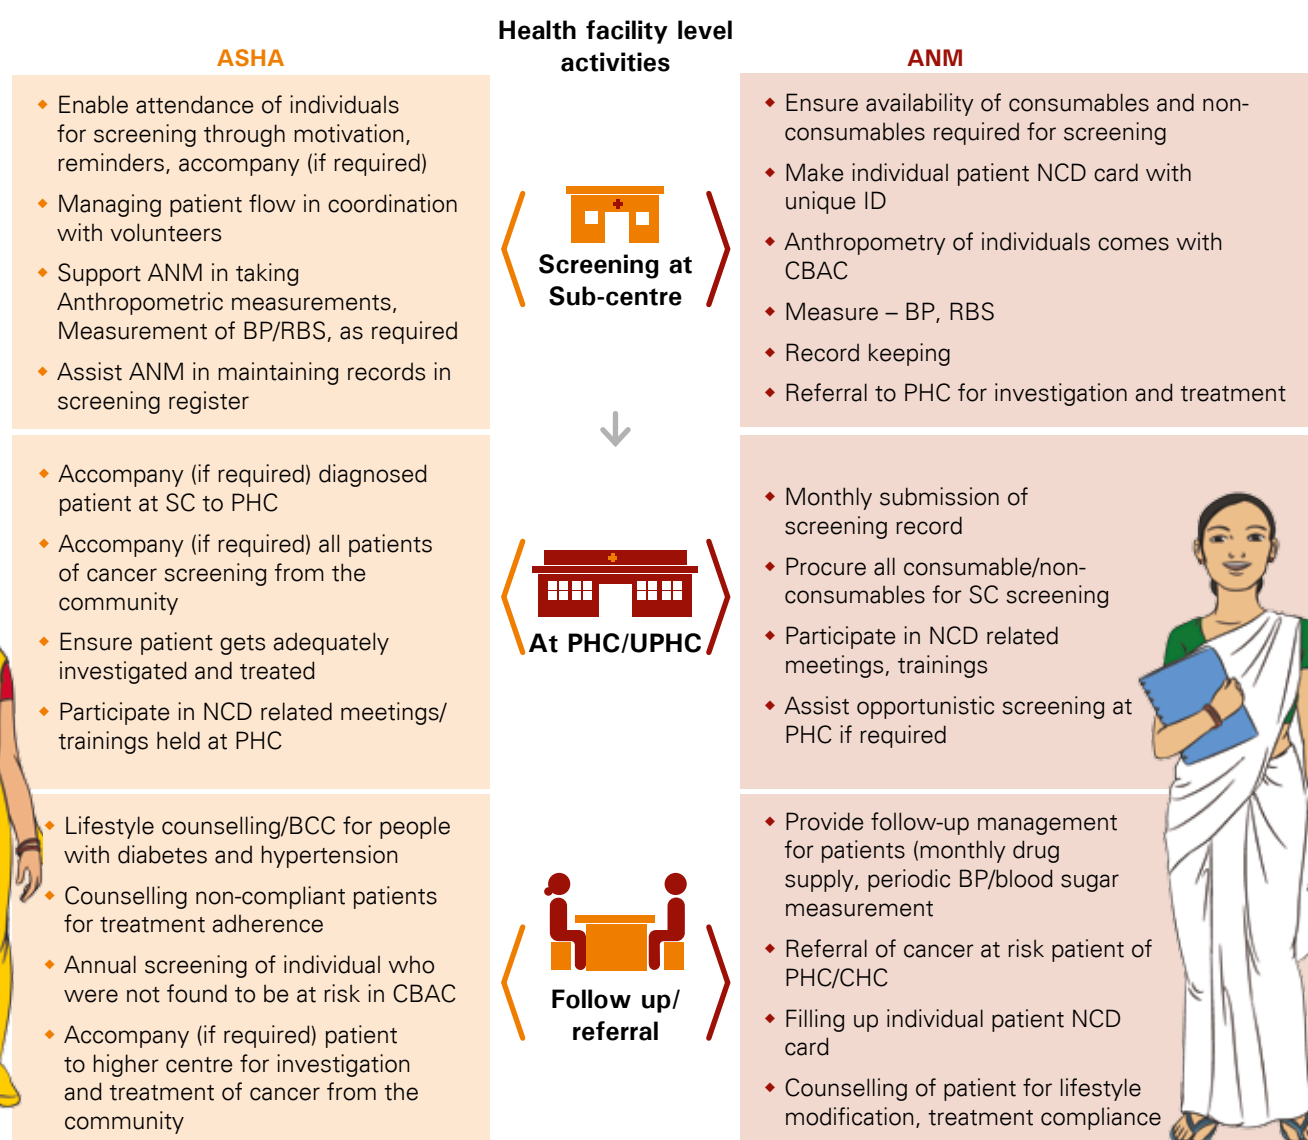 Health facility level
activities
ASHA
ANM
Enable attendance of individuals
for screening through motivation,
reminders, accompany (if required)
Managing patient flow in coordination
with volunteers
Support ANM in taking
Anthropometric measurements,
Measurement of BP/RBS, as required
Assist ANM in maintaining records in
screening register
Screening at
Sub-centre
Ensure availability of consumables and non-
consumables required for screening
Make individual patient NCD card with
unique ID
Anthropometry of individuals comes with
CBAC
Measure – BP, RBS
Record keeping
Referral to PHC for investigation and treatment
Accompany (if required) diagnosed
patient at SC to PHC
Accompany (if required) all patients
of cancer screening from the
community
Ensure patient gets adequately
investigated and treated
Participate in NCD related meetings/
trainings held at PHC
At PHC/UPHC
Monthly submission of
screening record
Procure all consumable/non-
consumables for SC screening
Participate in NCD related
meetings, trainings
Assist opportunistic screening at
PHC if required
Lifestyle counselling/BCC for people
with diabetes and hypertension
Counselling non-compliant patients
for treatment adherence
Annual screening of individual who
were not found to be at risk in CBAC
Accompany (if required) patient
to higher centre for investigation
and treatment of cancer from the
community
Follow up/
referral
Provide follow-up management
for patients (monthly drug
supply, periodic BP/blood sugar
measurement
Referral of cancer at risk patient of
PHC/CHC
Filling up individual patient NCD
card
Counselling of patient for lifestyle
modification, treatment compliance